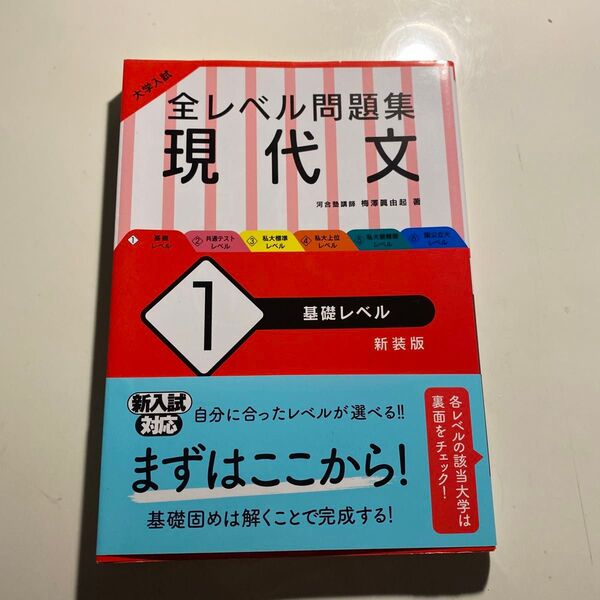 大学入試
全レベル問題集
現代文
河合塾講師 梅澤眞由起 著
① 基礎レベル
② 共通テストレベル
③ 私大標準レベル
④ 私大上位レベル
⑤ 私大最難関レベル
⑥ 国公立大レベル
1 基礎レベル
新装版
新入試対応
自分に合ったレベルが選べる!!
まずはここから!
基礎固めは解くことで完成する!
各レベルの該当大学は
裏面をチェック!